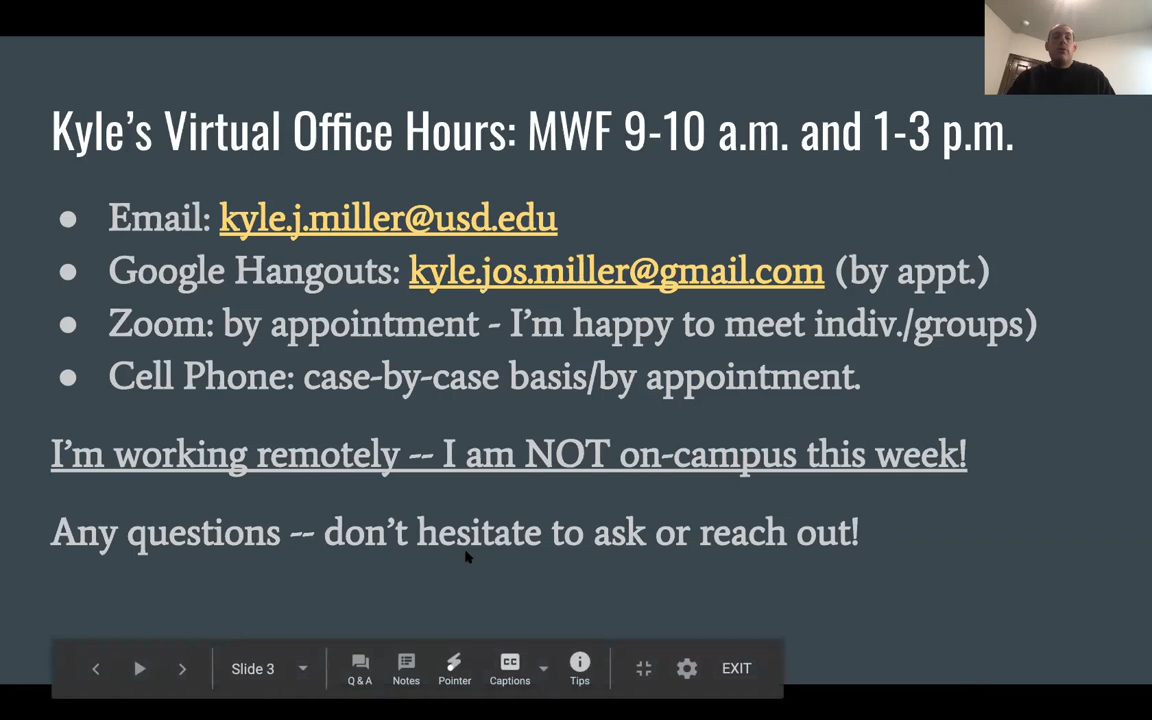 Kyle's Virtual Office Hours: MWF 9-10 a.m. and 1-3 p.m.
● Email: kyle.j.miller@usd.edu
● Google Hangouts: kyle.jos.miller@gmail.com (by appt.)
● Zoom: by appointment - I'm happy to meet indiv./groups)
● Cell Phone: case-by-case basis/by appointment.
I'm working remotely -- I am NOT on-campus this week!
Any questions -- don't hesitate to ask or reach out!
Slide 3 Q & A Notes Pointer CC Captions Tips EXIT